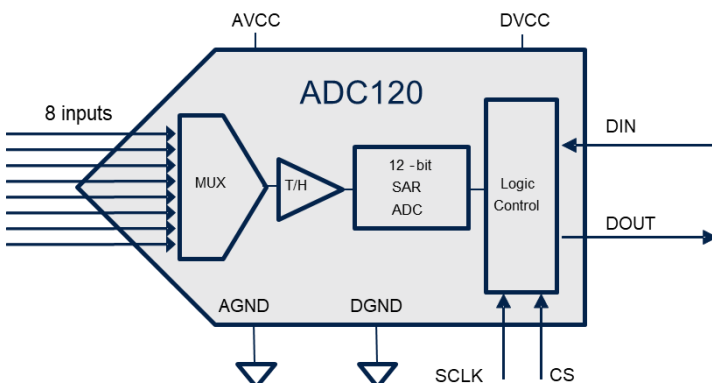 AVCC
DVCC
ADC120
8 inputs
DIN
MUX
T/H
12 -bit
SAR
ADC
Logic
Control
DOUT
AGND
DGND
SCLK
CS